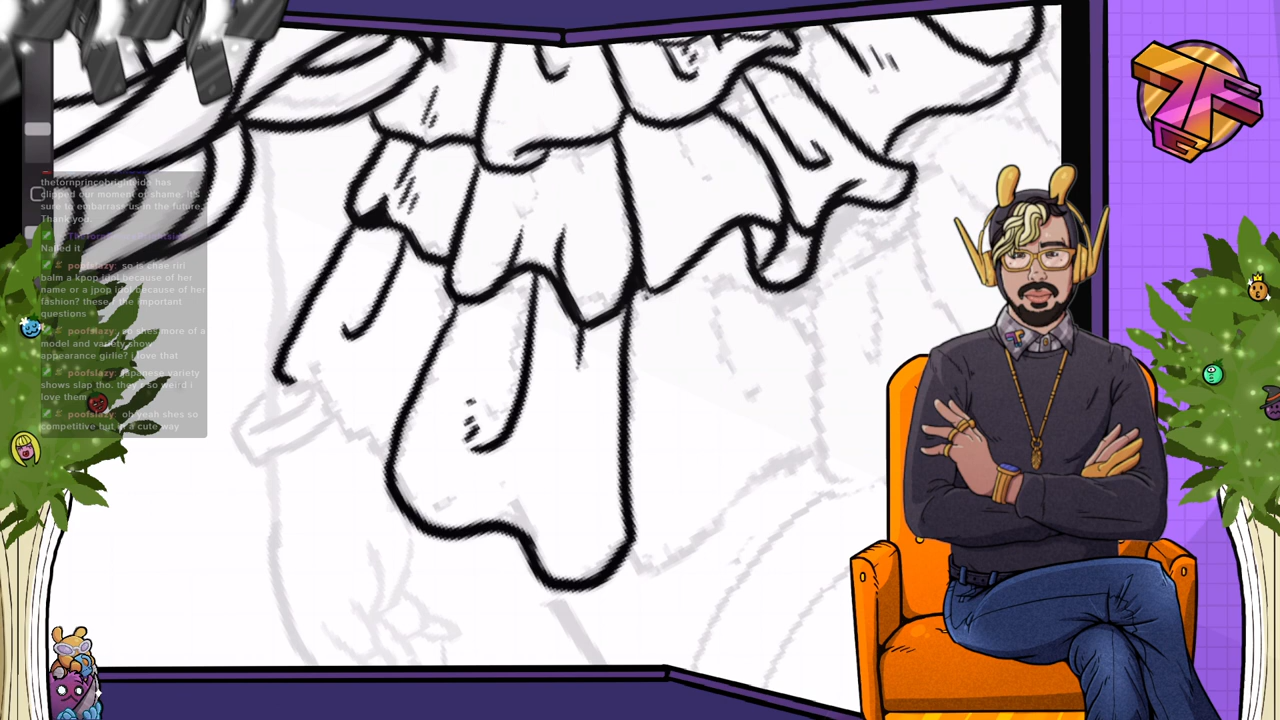 thetornprincobrightvids has
clipped our moment of shame. It's
sure to embarrass us in the future.
Thank you.
Nailed it
poofslazy: so is chae riri
balm a kpop idol because of her
name or a jpop idol because of her
fashion? these r the important
questions
poofslazy: so shes more of a
model and variety show
appearance girlie? i love that
poofslazy: japanese variety
shows slap tho. they r so weird i
love them
poofslazy: oh yeah shes so
competitive but in a cute way
7FG